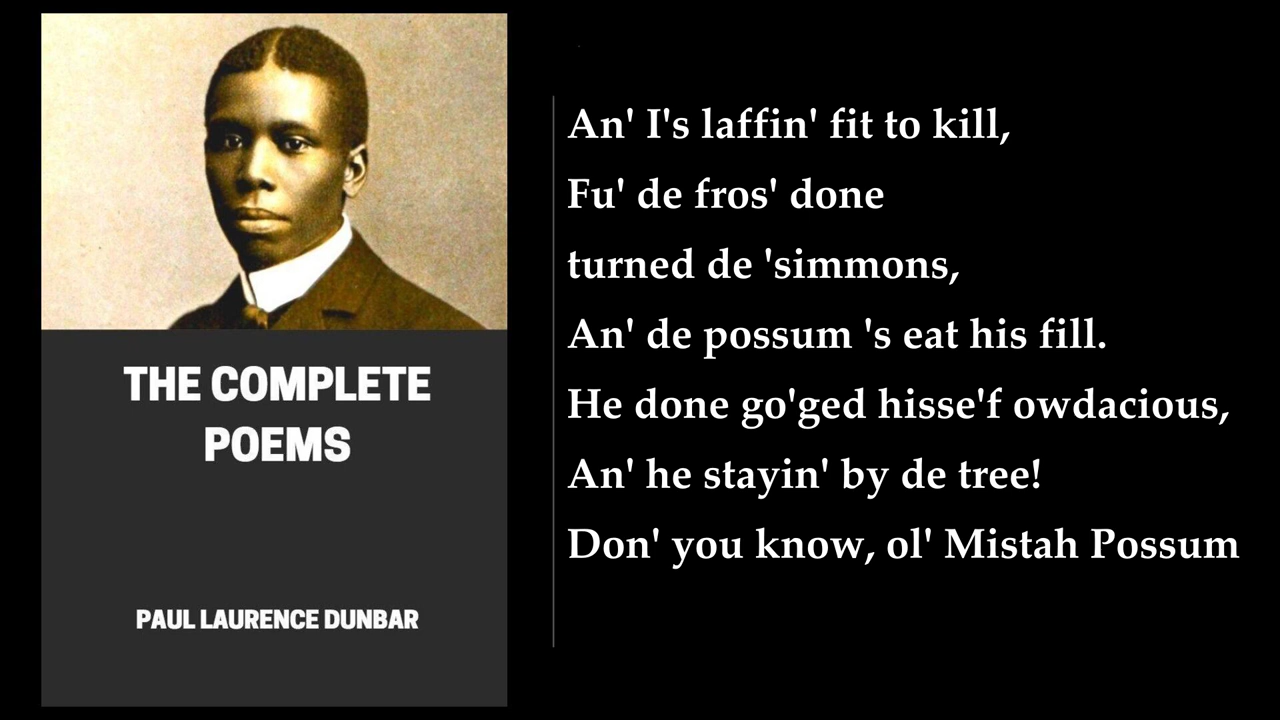 THE COMPLETE
POEMS
PAUL LAURENCE DUNBAR
An' I's laffin' fit to kill,
Fu' de fros' done
turned de 'simmons,
An' de possum 's eat his fill.
He done go'ged hisse'f owdacious,
An' he stayin' by de tree!
Don' you know, ol' Mistah Possum